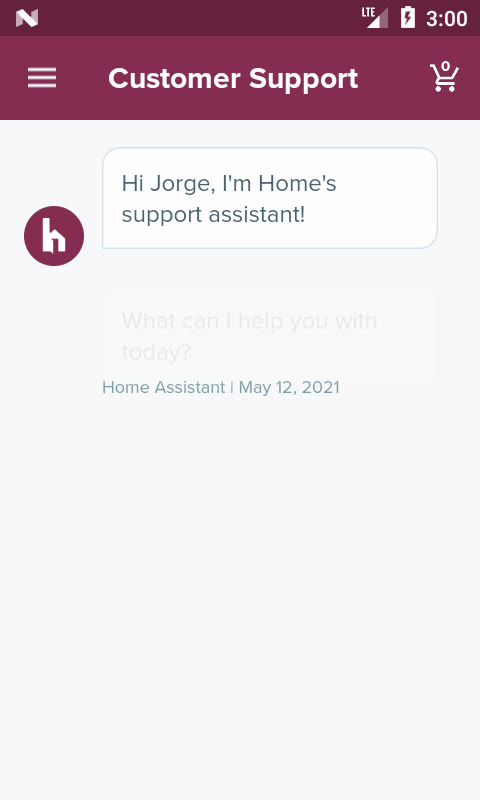 LTE
3:00
Customer Support
0
Hi Jorge, I'm Home's
support assistant!
h
What can I help you with
today?
Home Assistant | May 12, 2021